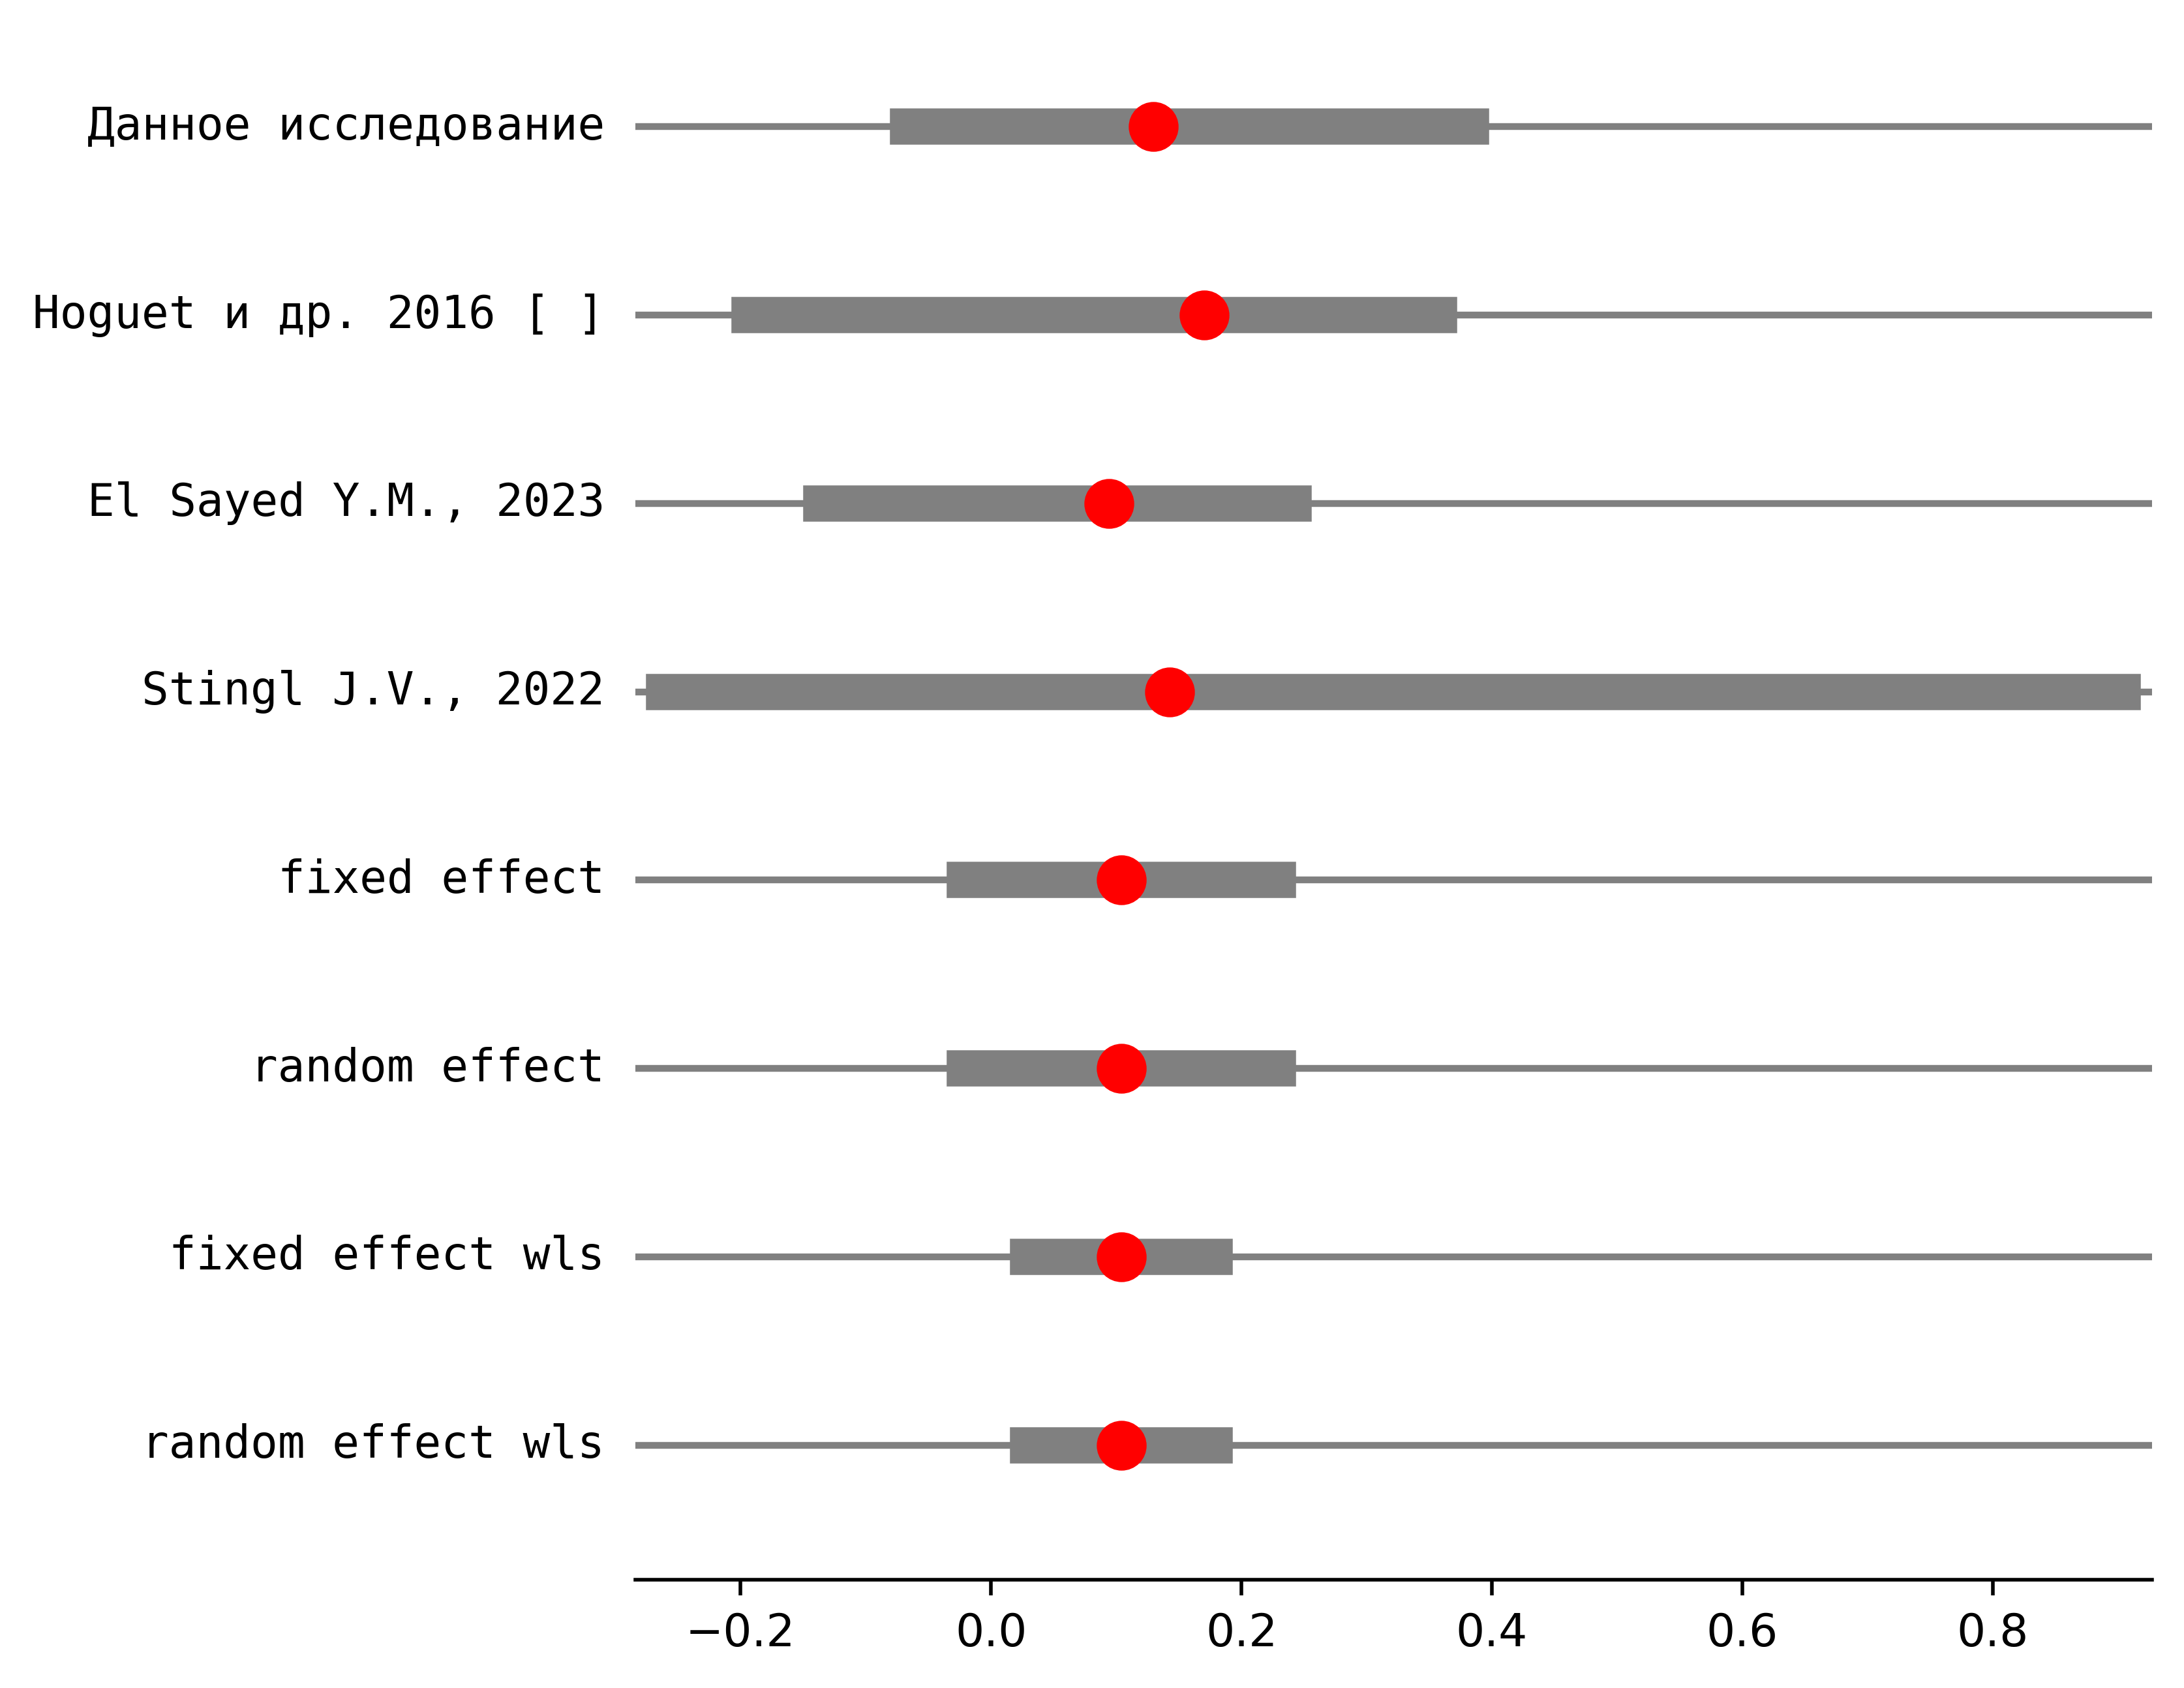 Данное исследование
Hoguet и др. 2016 [ ]
El Sayed Y.M., 2023
Stingl J.V., 2022
fixed effect
random effect
fixed effect wls
random effect wls
−0.2 0.0 0.2 0.4 0.6 0.8